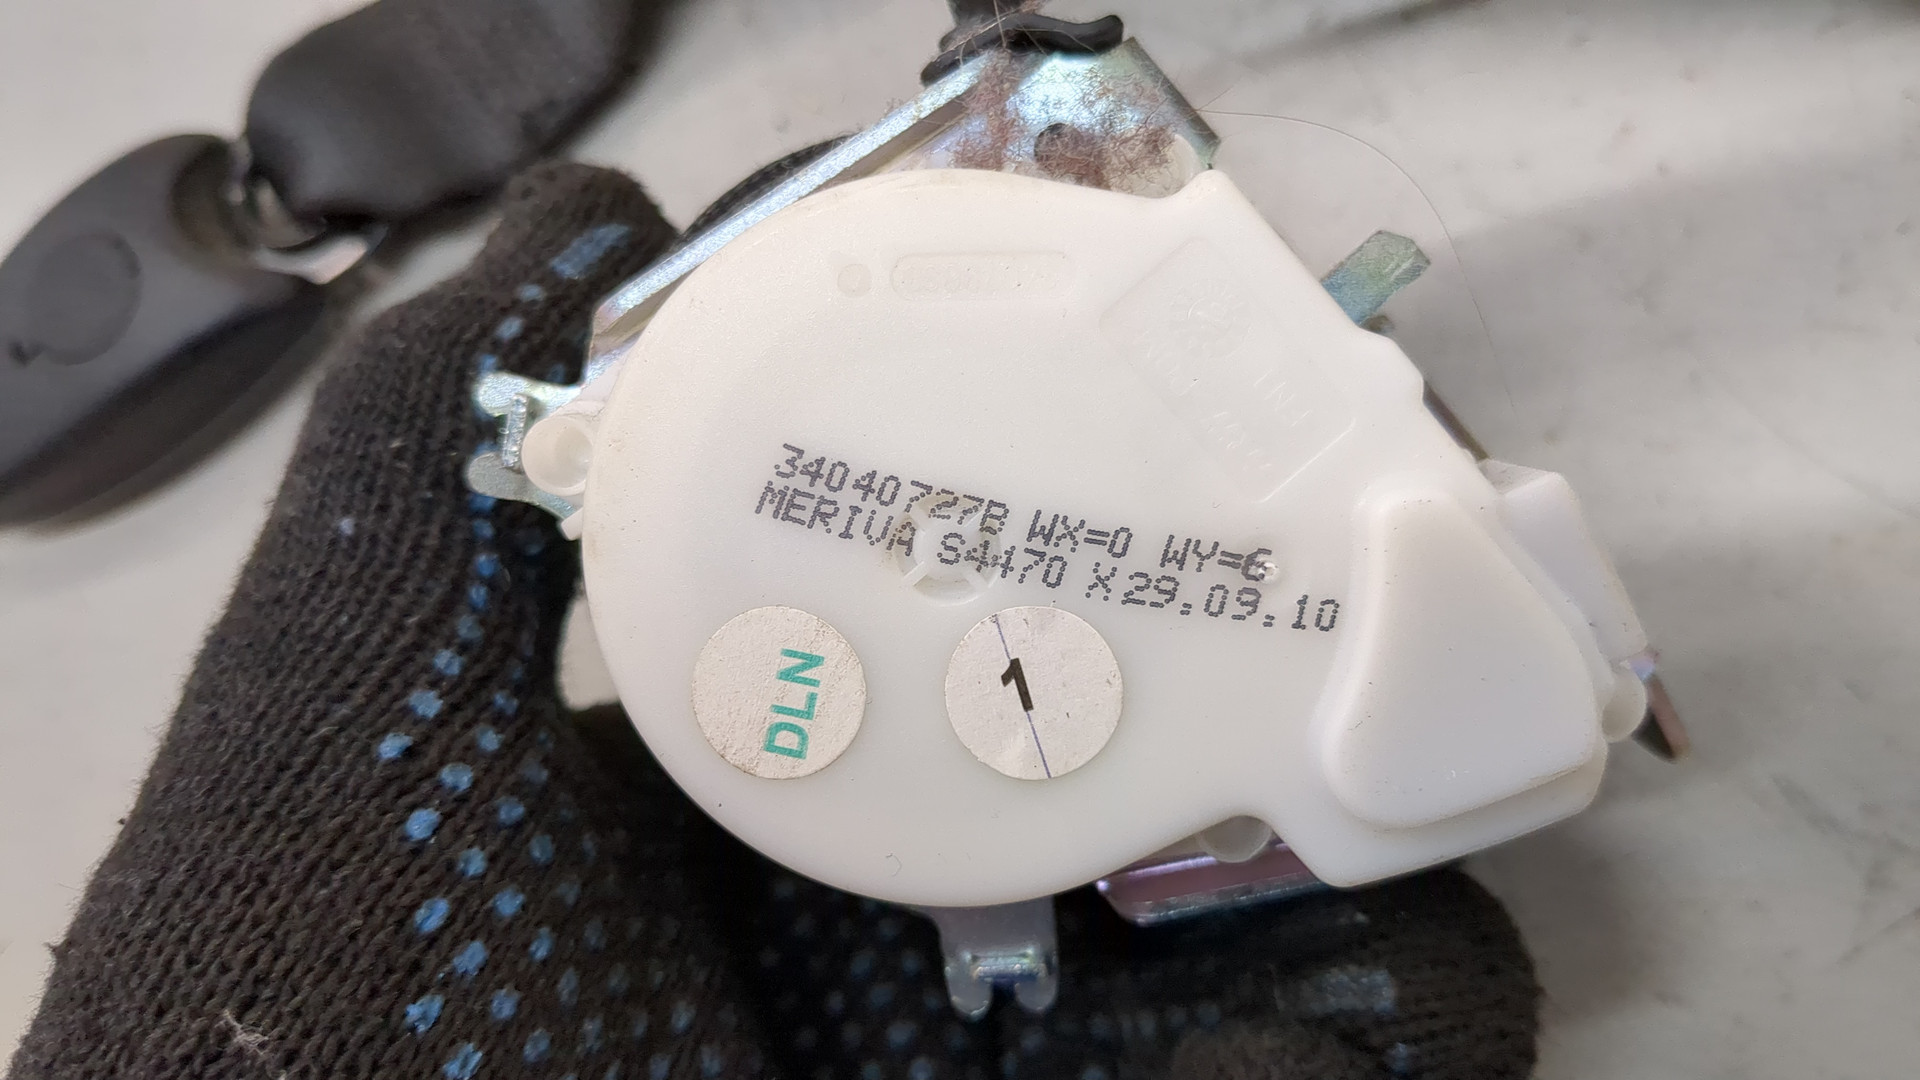 34040727B WX=0 WY=6
MERIVA S4470 X29.09.10
DLN
1